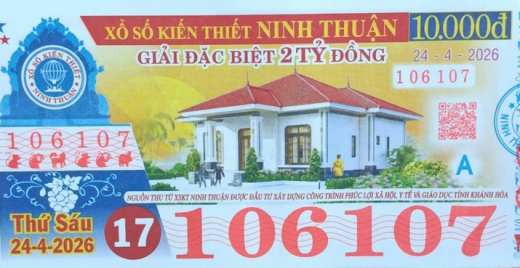 XỔ SỐ KIẾN THIẾT NINH THUẬN
10.000đ
GIẢI ĐẶC BIỆT 2 TỶ ĐỒNG
24 - 4 - 2026
106107
XỔ SỐ KIẾN THIẾT
NINH THUẬN
106107
A
NINH T
NGUỒN THU TỪ XSKT NINH THUẬN ĐƯỢC ĐẦU TƯ XÂY DỰNG CÔNG TRÌNH PHÚC LỢI XÃ HỘI, Y TẾ VÀ GIÁO DỤC TỈNH KHÁNH HÒA
Thứ Sáu
24-4-2026
17
106107